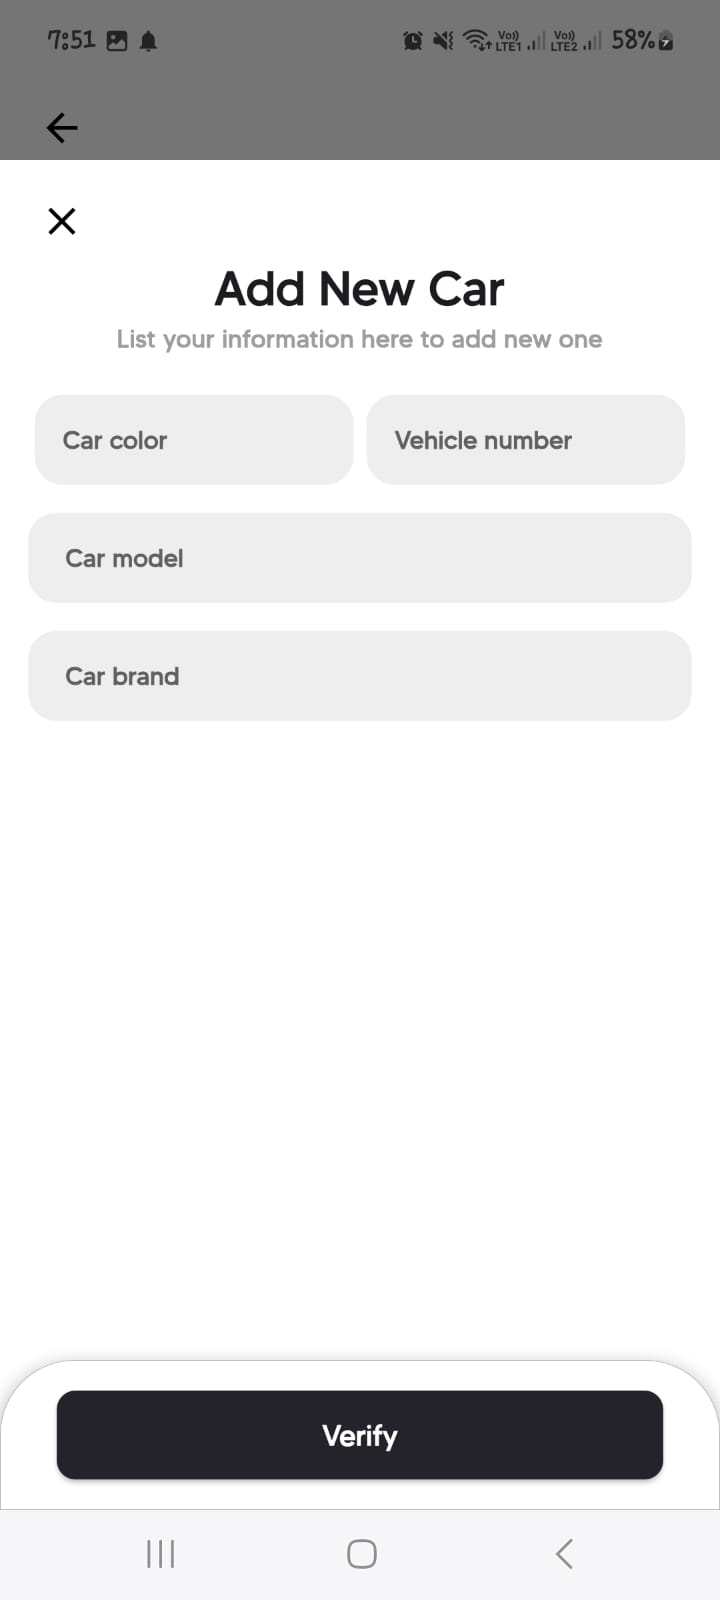 7:51 Vo)) LTE1 Vo)) LTE2 58%
Add New Car
List your information here to add new one
Car color Vehicle number
Car model
Car brand
Verify